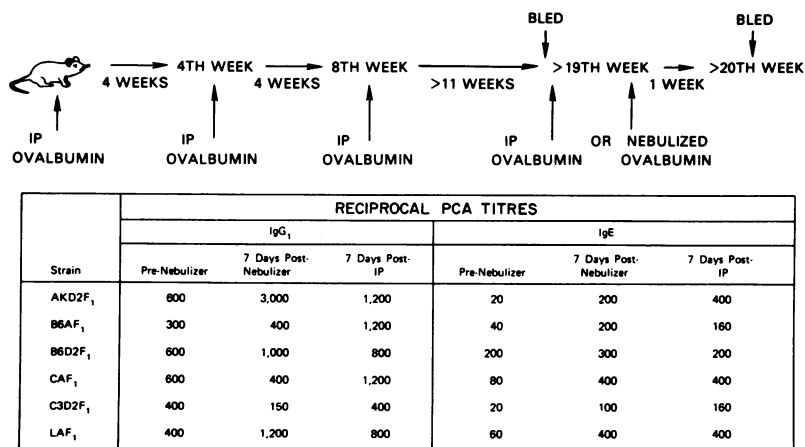 BLED BLED
4TH WEEK 8TH WEEK >19TH WEEK >20TH WEEK
4 WEEKS 4 WEEKS >11 WEEKS 1 WEEK
IP IP IP IP OR NEBULIZED
OVALBUMIN OVALBUMIN OVALBUMIN OVALBUMIN OVALBUMIN
RECIPROCAL PCA TITRES
IgG₁ IgE
Strain Pre-Nebulizer 7 Days Post-Nebulizer 7 Days Post-IP Pre-Nebulizer 7 Days Post-Nebulizer 7 Days Post-IP
AKD2F₁ 600 3,000 1,200 20 200 400
B6AF₁ 300 400 1,200 40 200 160
B6D2F₁ 600 1,000 800 200 300 200
CAF₁ 600 400 1,200 80 400 400
C3D2F₁ 400 150 400 20 100 160
LAF₁ 400 1,200 800 60 400 400